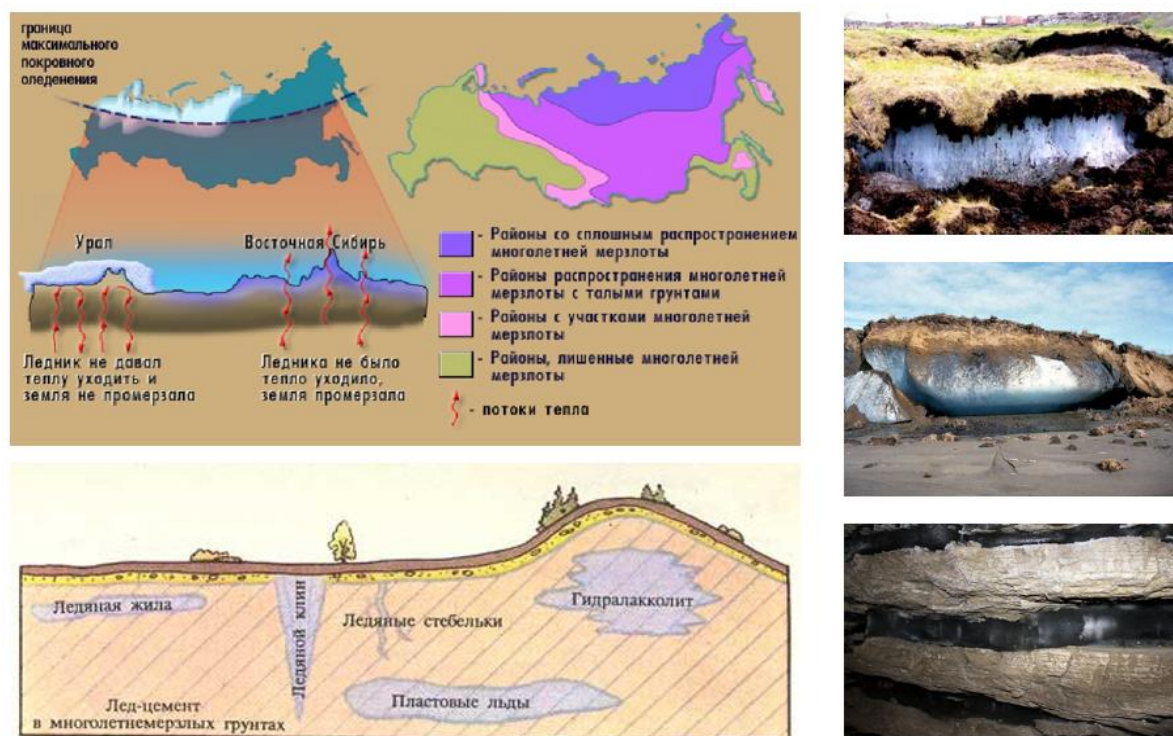 граница
максимального
покровного
оледенения
Урал
Восточная Сибирь
Ледник не давал
теплу уходить и
земля не промерзала
Ледника не было
тепло уходило,
земля промерзала
- Районы со сплошным распространением
многолетней мерзлоты
- Районы распространения многолетней
мерзлоты с талыми грунтами
- Районы с участками многолетней
мерзлоты
- Районы, лишенные многолетней
мерзлоты
- потоки тепла
Ледяная жила
Ледяной клин
Ледяные стебельки
Гидралакколит
Лед-цемент
в многолетнемерзлых грунтах
Пластовые льды